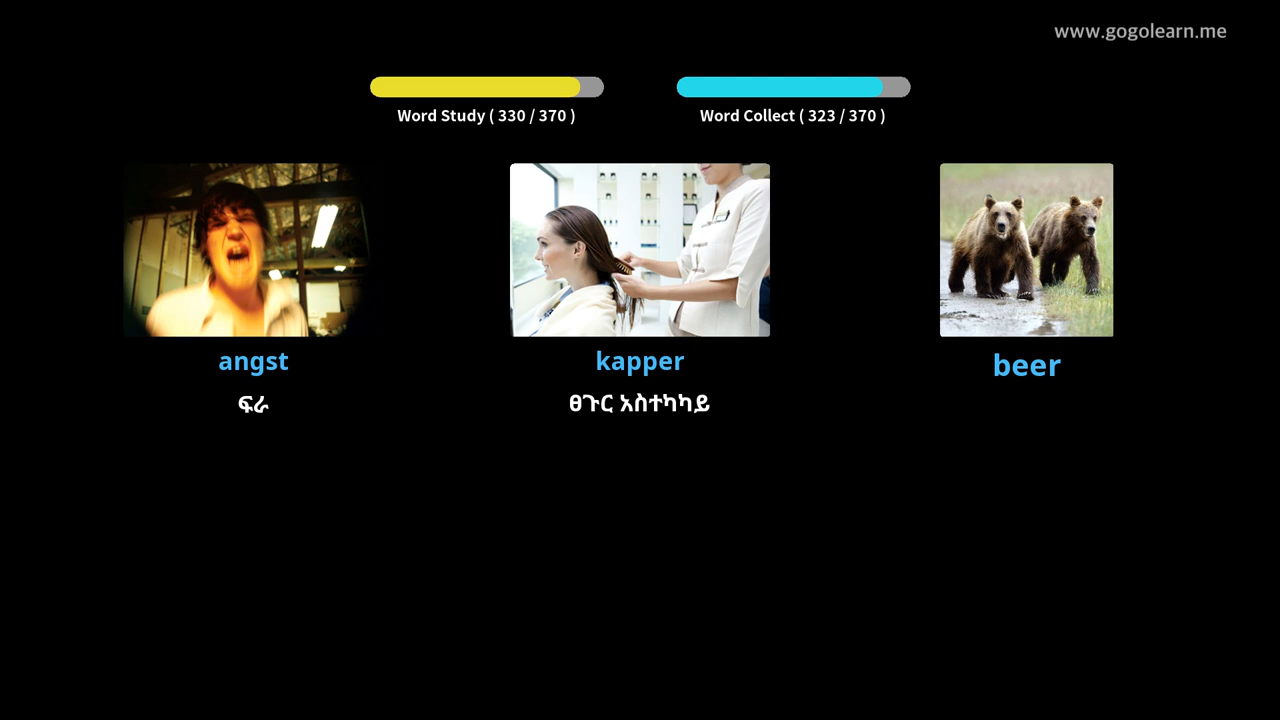 www.gogolearn.me
Word Study ( 330 / 370 )
Word Collect ( 323 / 370 )
angst
kapper
beer
ፍራ
ፀጉር አስተካካይ